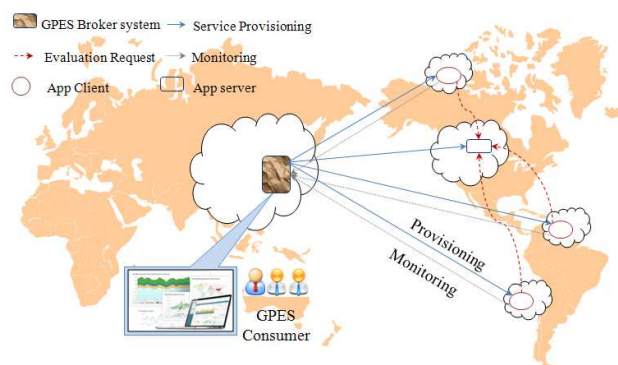 GPES Broker system
Service Provisioning
Evaluation Request
Monitoring
App Client
App server
Provisioning
Monitoring
GPES
Consumer